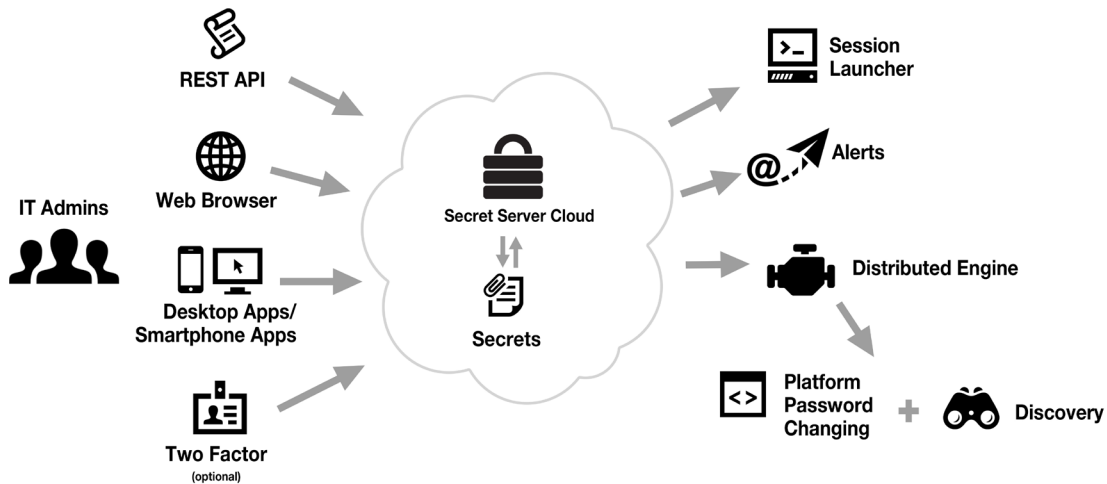 REST API
Web Browser
IT Admins
Desktop Apps/
Smartphone Apps
Two Factor
(optional)
Secret Server Cloud
Secrets
>_
Session
Launcher
@
Alerts
Distributed Engine
<>
Platform
Password
Changing
+
Discovery